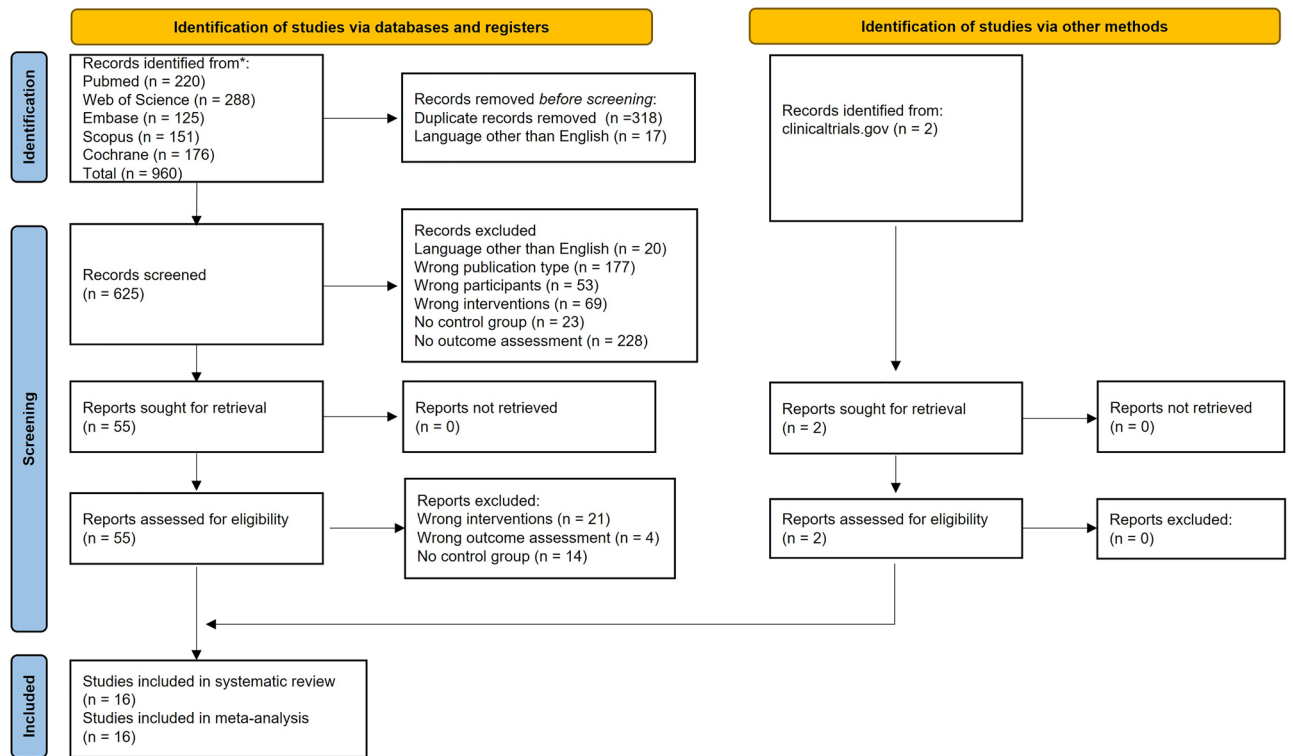 Identification of studies via databases and registers
Identification of studies via other methods
Identification
Records identified from*:
Pubmed (n = 220)
Web of Science (n = 288)
Embase (n = 125)
Scopus (n = 151)
Cochrane (n = 176)
Total (n = 960)
Records removed before screening:
Duplicate records removed (n =318)
Language other than English (n = 17)
Records identified from:
clinicaltrials.gov (n = 2)
Screening
Records screened
(n = 625)
Records excluded
Language other than English (n = 20)
Wrong publication type (n = 177)
Wrong participants (n = 53)
Wrong interventions (n = 69)
No control group (n = 23)
No outcome assessment (n = 228)
Reports sought for retrieval
(n = 55)
Reports not retrieved
(n = 0)
Reports sought for retrieval
(n = 2)
Reports not retrieved
(n = 0)
Reports assessed for eligibility
(n = 55)
Reports excluded:
Wrong interventions (n = 21)
Wrong outcome assessment (n = 4)
No control group (n = 14)
Reports assessed for eligibility
(n = 2)
Reports excluded:
(n = 0)
Included
Studies included in systematic review
(n = 16)
Studies included in meta-analysis
(n = 16)